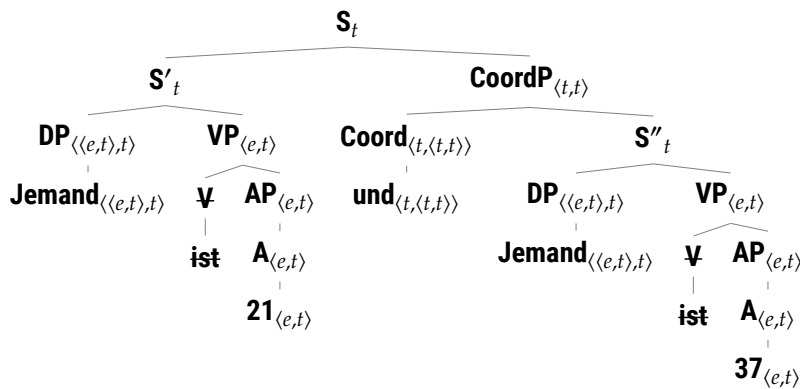 S_t
S′_t CoordP_⟨t,t⟩
DP_⟨⟨e,t⟩,t⟩ VP_⟨e,t⟩ Coord_⟨t,⟨t,t⟩⟩ S″_t
Jemand_⟨⟨e,t⟩,t⟩ V AP_⟨e,t⟩ und_⟨t,⟨t,t⟩⟩ DP_⟨⟨e,t⟩,t⟩ VP_⟨e,t⟩
ist A_⟨e,t⟩ Jemand_⟨⟨e,t⟩,t⟩ V AP_⟨e,t⟩
21_⟨e,t⟩ ist A_⟨e,t⟩
37_⟨e,t⟩